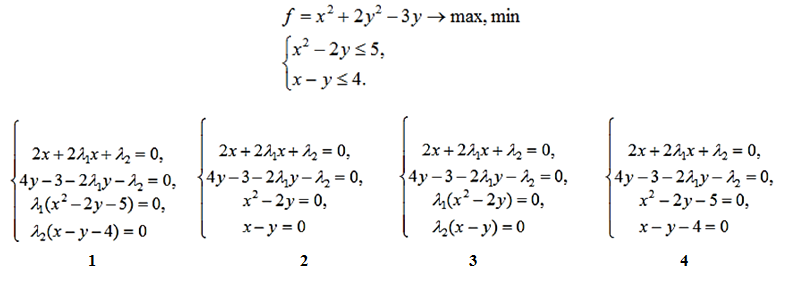 f = x² + 2y² − 3y → max, min
{ x² − 2y ≤ 5,
x − y ≤ 4.
{ 2x + 2λ₁x + λ₂ = 0,
4y − 3 − 2λ₁y − λ₂ = 0,
λ₁(x² − 2y − 5) = 0,
λ₂(x − y − 4) = 0
1
{ 2x + 2λ₁x + λ₂ = 0,
4y − 3 − 2λ₁y − λ₂ = 0,
x² − 2y = 0,
x − y = 0
2
{ 2x + 2λ₁x + λ₂ = 0,
4y − 3 − 2λ₁y − λ₂ = 0,
λ₁(x² − 2y) = 0,
λ₂(x − y) = 0
3
{ 2x + 2λ₁x + λ₂ = 0,
4y − 3 − 2λ₁y − λ₂ = 0,
x² − 2y − 5 = 0,
x − y − 4 = 0
4